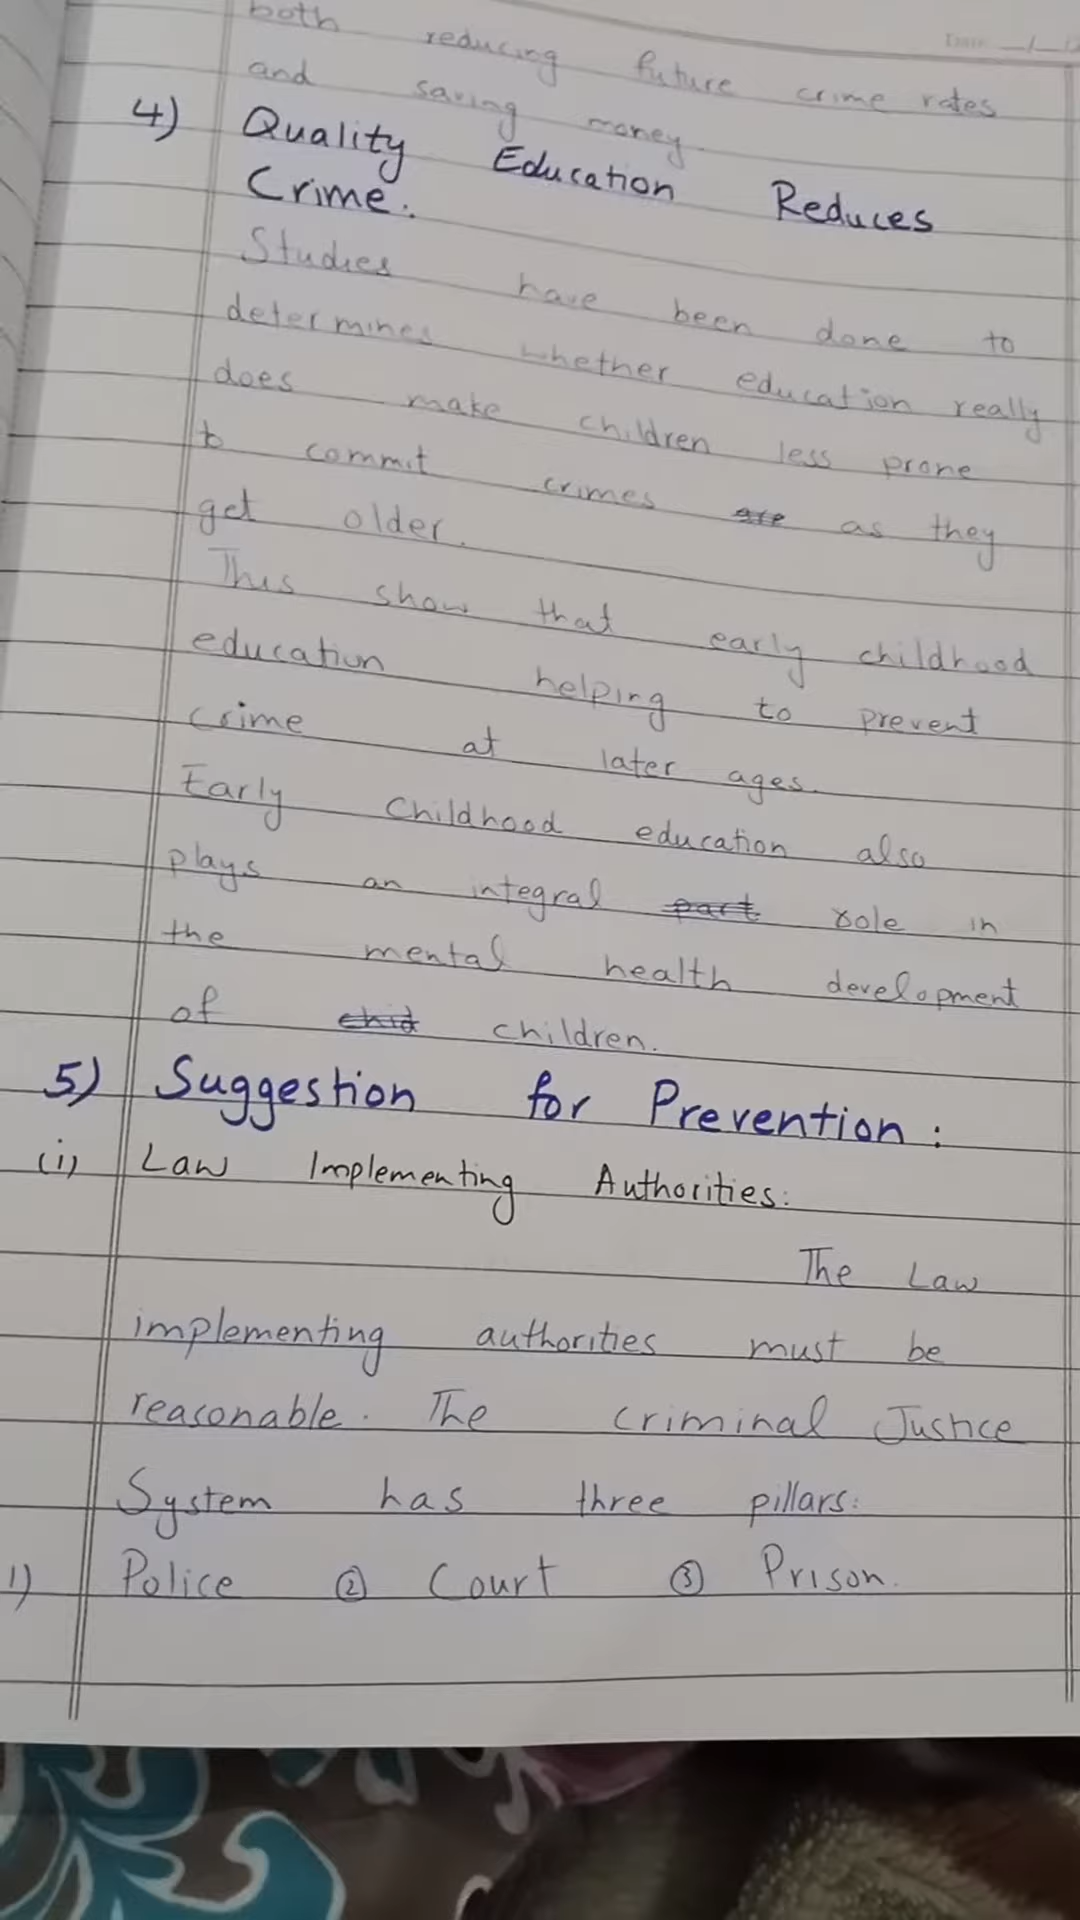 both reducing future crime rates
and saving money.
4) Quality Education Reduces
Crime.
Studies have been done to
determines whether education really
does make children less prone
to commit crimes are as they
get older.
This show that early childhood
education helping to prevent
crime at later ages.
Early Childhood education also
plays an integral part role in
the mental health development
of chid children.
5) Suggestion for Prevention :
(i) Law Implementing Authorities:
The Law
implementing authorities must be
reasonable. The criminal Justice
System has three pillars:
1) Police ② Court ③ Prison.